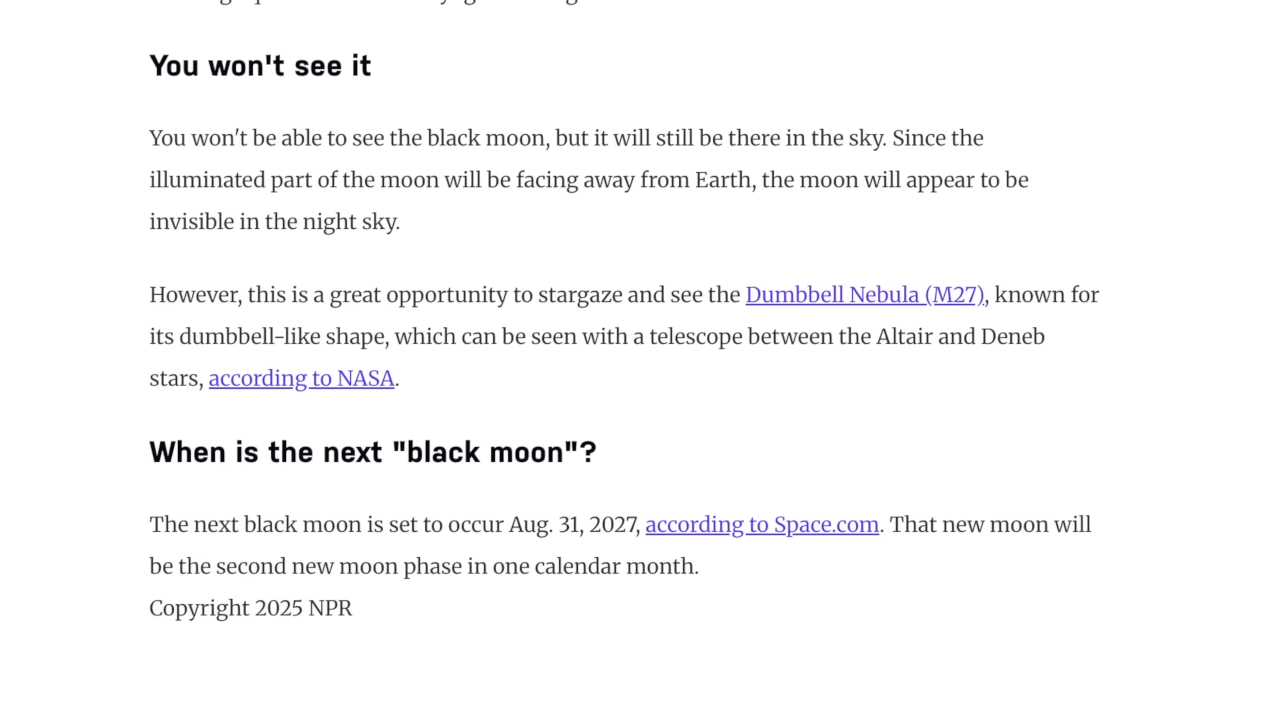 You won't see it
You won't be able to see the black moon, but it will still be there in the sky. Since the
illuminated part of the moon will be facing away from Earth, the moon will appear to be
invisible in the night sky.
However, this is a great opportunity to stargaze and see the Dumbbell Nebula (M27), known for
its dumbbell-like shape, which can be seen with a telescope between the Altair and Deneb
stars, according to NASA.
When is the next "black moon"?
The next black moon is set to occur Aug. 31, 2027, according to Space.com. That new moon will
be the second new moon phase in one calendar month.
Copyright 2025 NPR